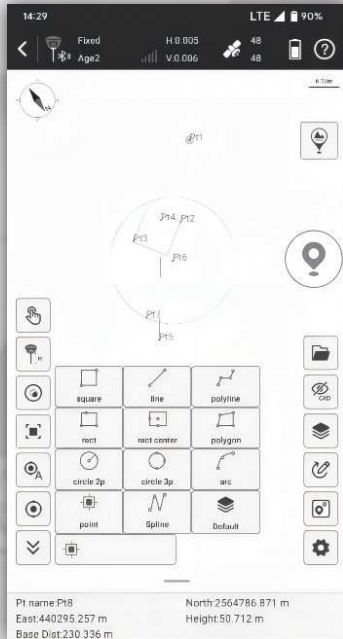 14:29 LTE 90%
Fixed H:0.005 48
Age2 V:0.006 48
N
Pt1
Pt4 Pt2
Pt3
Pt6
Pt7
Pt5
H
CAD
square line polyline
rect rect center polygon
circle 2p circle 3p arc
A
point Spline Default
Pt name:Pt8 North:2564786.871 m
East:440295.257 m Height:50.712 m
Base Dist:230.336 m